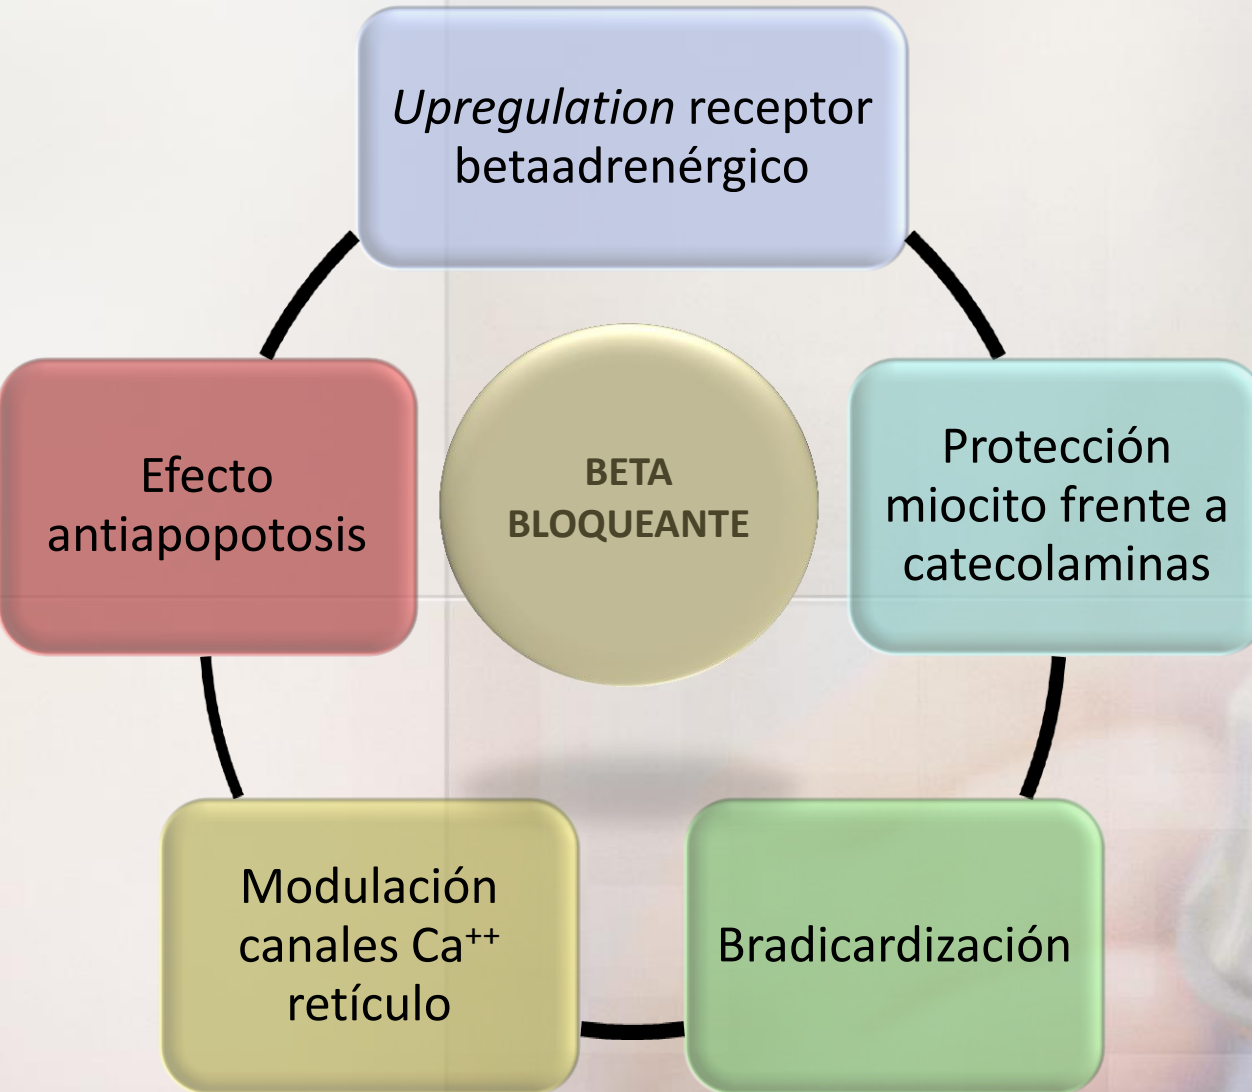 Upregulation receptor
betaadrenérgico
Efecto
antiapopotosis
BETA
BLOQUEANTE
Protección
miocito frente a
catecolaminas
Modulación
canales Ca⁺⁺
retículo
Bradicardización